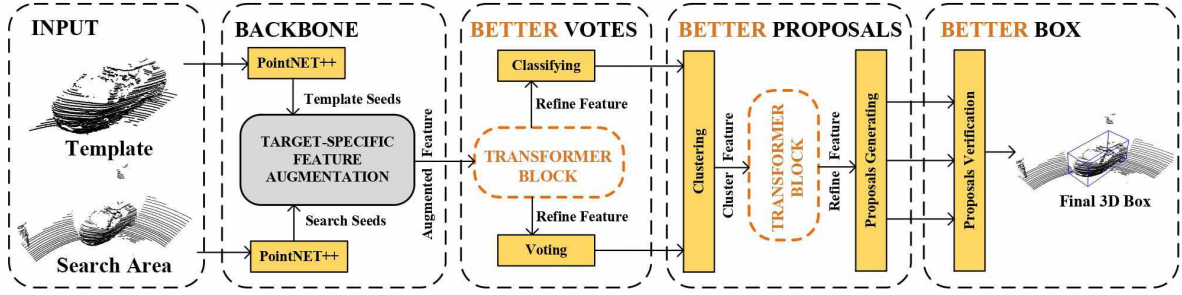 INPUT
Template
Search Area
BACKBONE
PointNET++
Template Seeds
TARGET-SPECIFIC
FEATURE
AUGMENTATION
Search Seeds
PointNET++
Augmented Feature
BETTER VOTES
Classifying
Refine Feature
TRANSFORMER
BLOCK
Refine Feature
Voting
BETTER PROPOSALS
Clustering
Cluster Feature
TRANSFORMER
BLOCK
Refine Feature
Proposals Generating
BETTER BOX
Proposals Verification
Final 3D Box